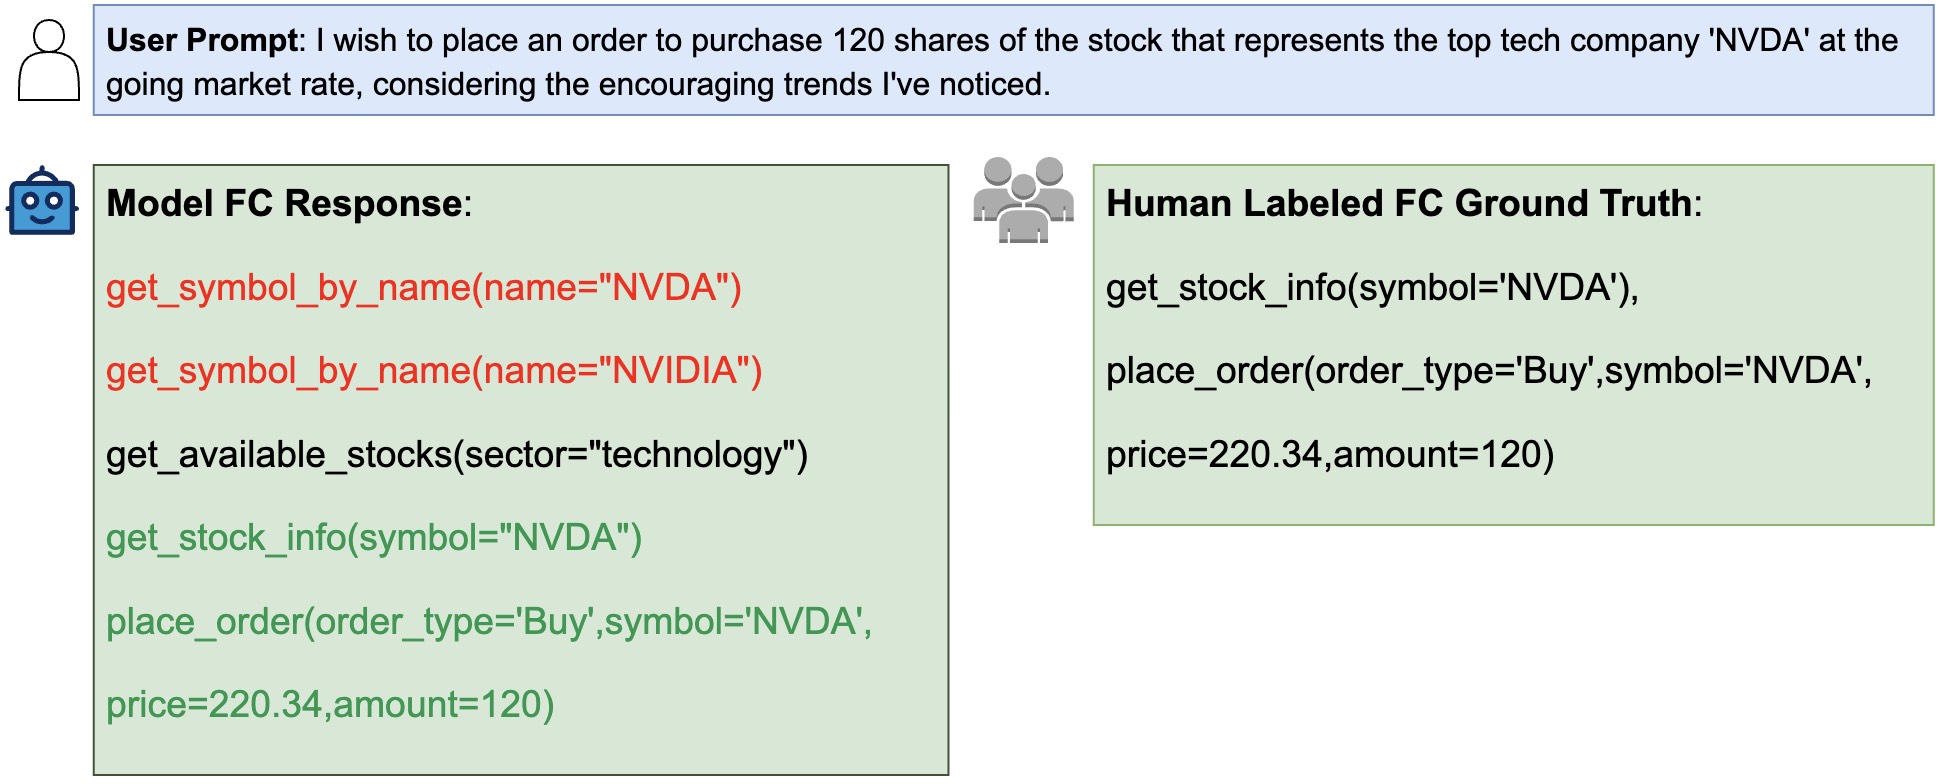 User Prompt: I wish to place an order to purchase 120 shares of the stock that represents the top tech company 'NVDA' at the
going market rate, considering the encouraging trends I've noticed.
Model FC Response:
get_symbol_by_name(name="NVDA")
get_symbol_by_name(name="NVIDIA")
get_available_stocks(sector="technology")
get_stock_info(symbol="NVDA")
place_order(order_type='Buy',symbol='NVDA',
price=220.34,amount=120)
Human Labeled FC Ground Truth:
get_stock_info(symbol='NVDA'),
place_order(order_type='Buy',symbol='NVDA',
price=220.34,amount=120)